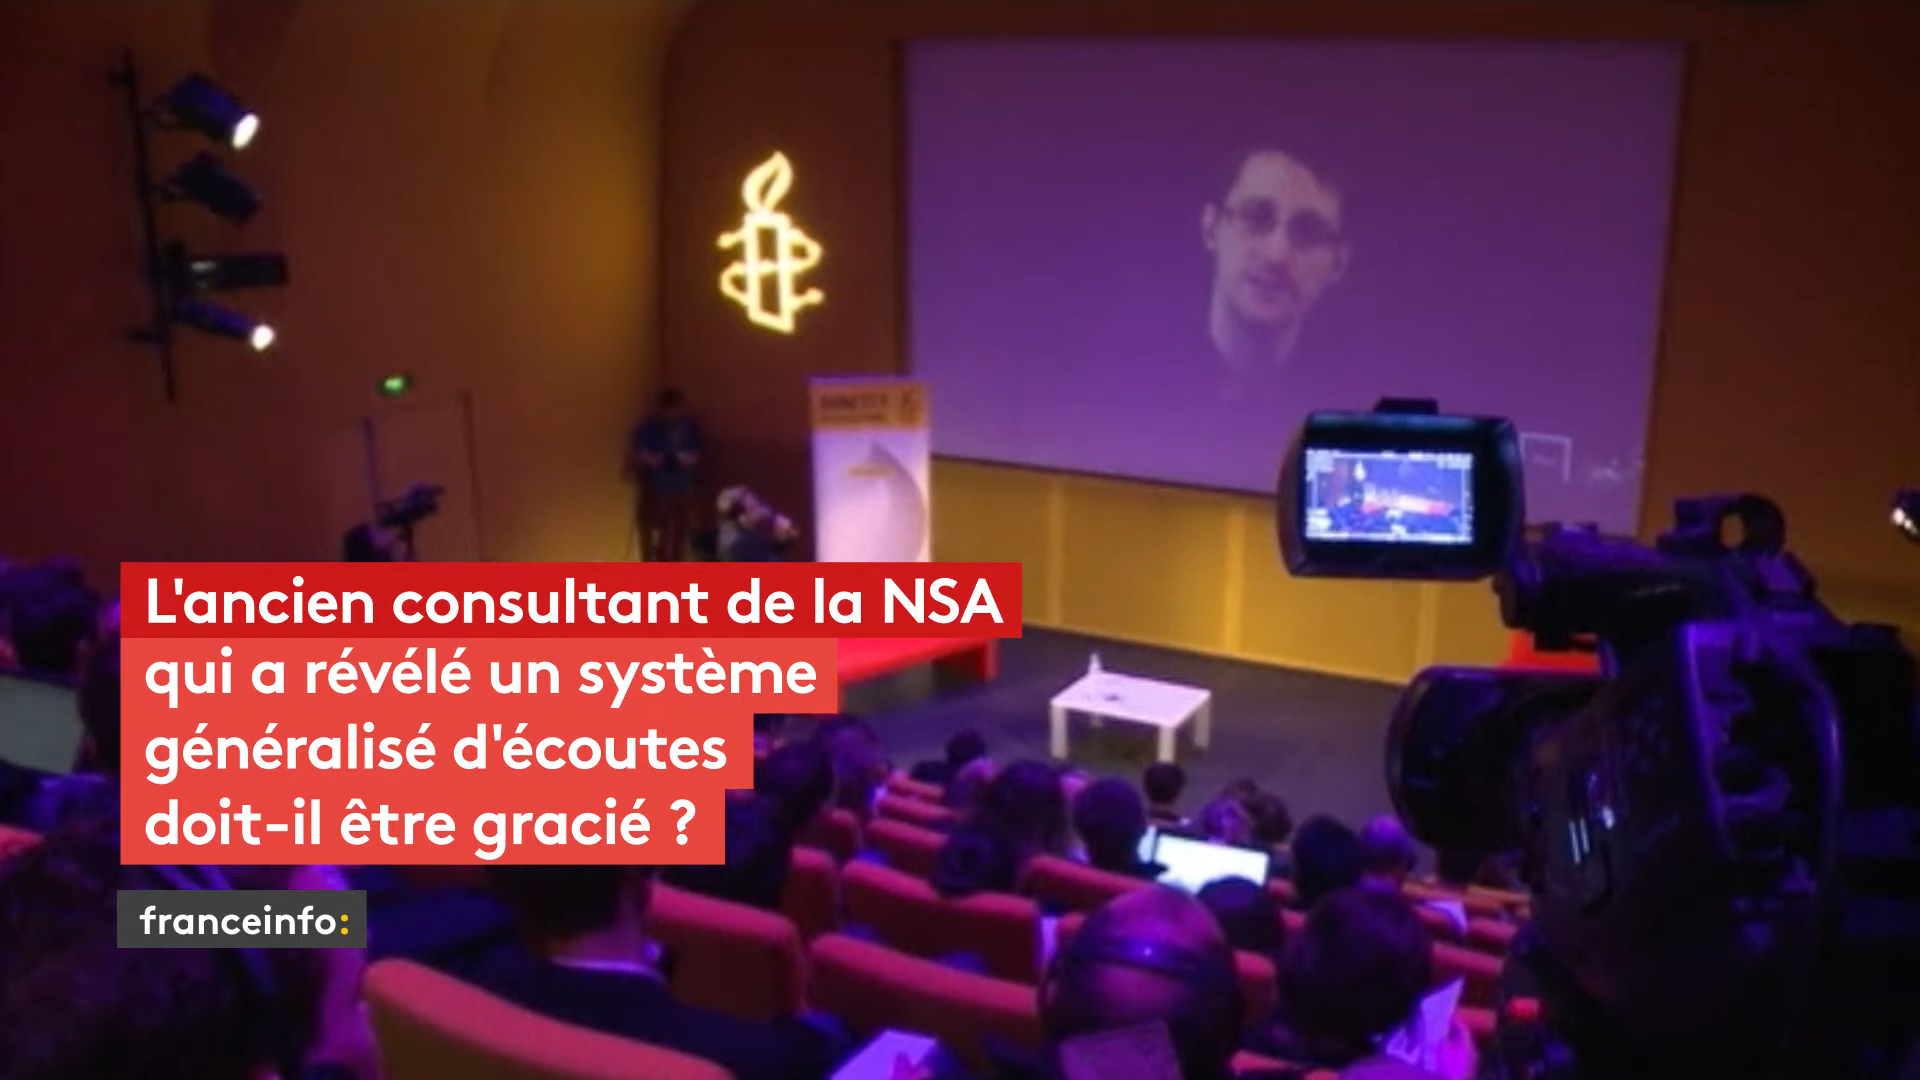 L'ancien consultant de la NSA
qui a révélé un système
généralisé d'écoutes
doit-il être gracié ?
franceinfo: